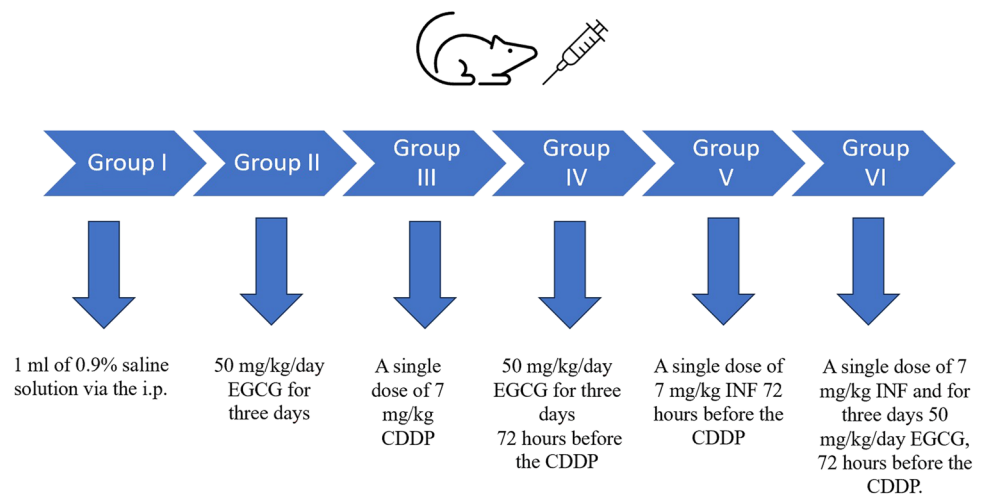 Group I
Group II
Group
III
Group
IV
Group
V
Group
VI
1 ml of 0.9% saline
solution via the i.p.
50 mg/kg/day
EGCG for
three days
A single
dose of 7
mg/kg
CDDP
50 mg/kg/day
EGCG for three
days
72 hours before
the CDDP
A single dose of
7 mg/kg INF 72
hours before the
CDDP
A single dose of 7
mg/kg INF and for
three days 50
mg/kg/day EGCG,
72 hours before the
CDDP.